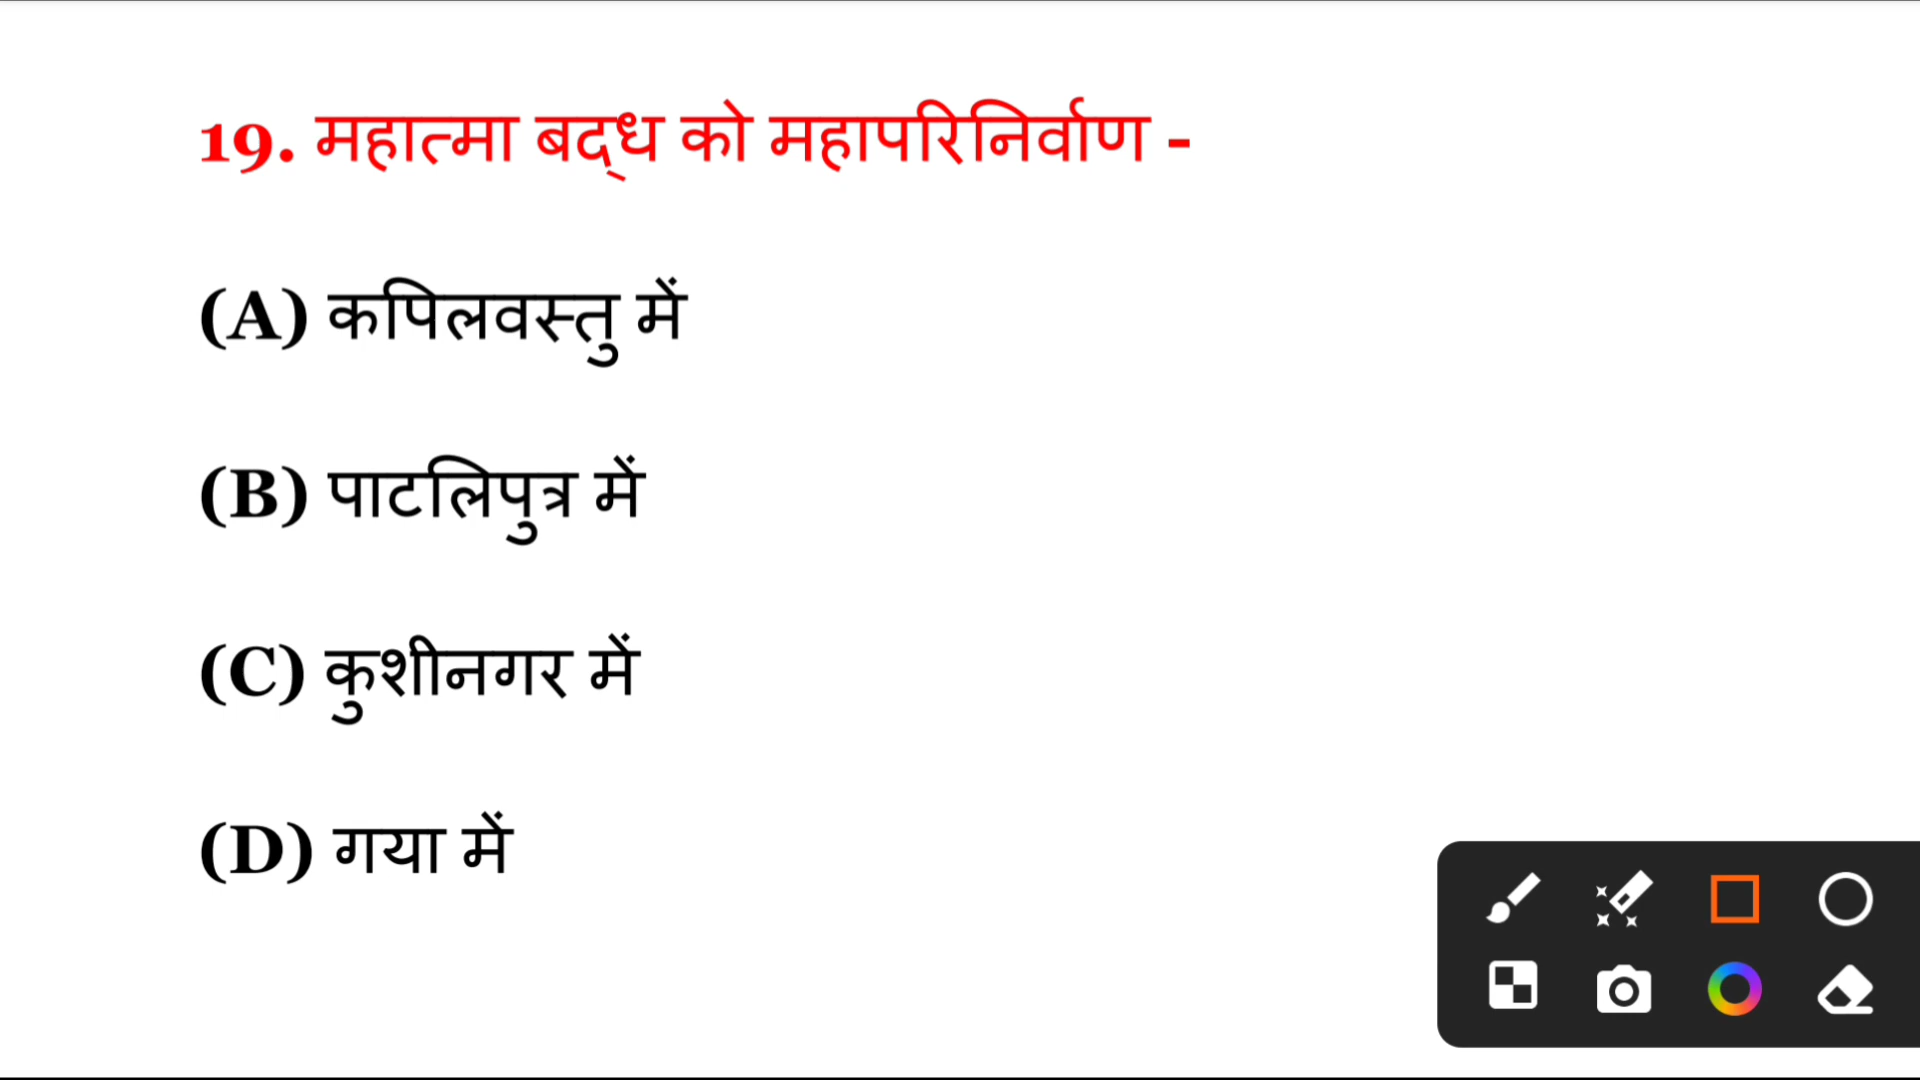 19. महात्मा बद्ध को महापरिनिर्वाण -
(A) कपिलवस्तु में
(B) पाटलिपुत्र में
(C) कुशीनगर में
(D) गया में